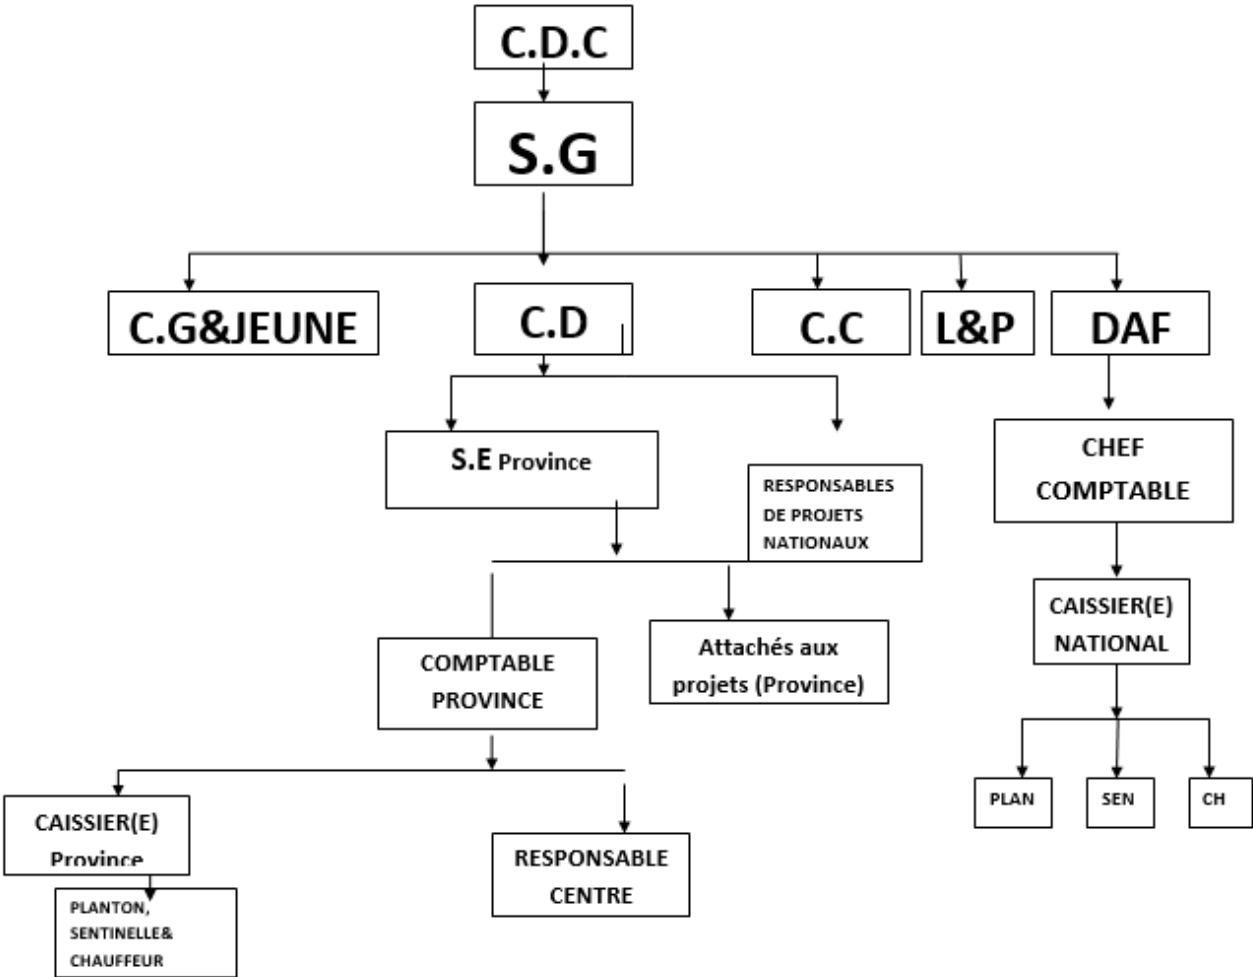 C.D.C
S.G
C.G&JEUNE
C.D
C.C
L&P
DAF
S.E Province
RESPONSABLES
DE PROJETS
NATIONAUX
CHEF
COMPTABLE
CAISSIER(E)
NATIONAL
COMPTABLE
PROVINCE
Attachés aux
projets (Province)
PLAN
SEN
CH
CAISSIER(E)
Province
RESPONSABLE
CENTRE
PLANTON,
SENTINELLE&
CHAUFFEUR